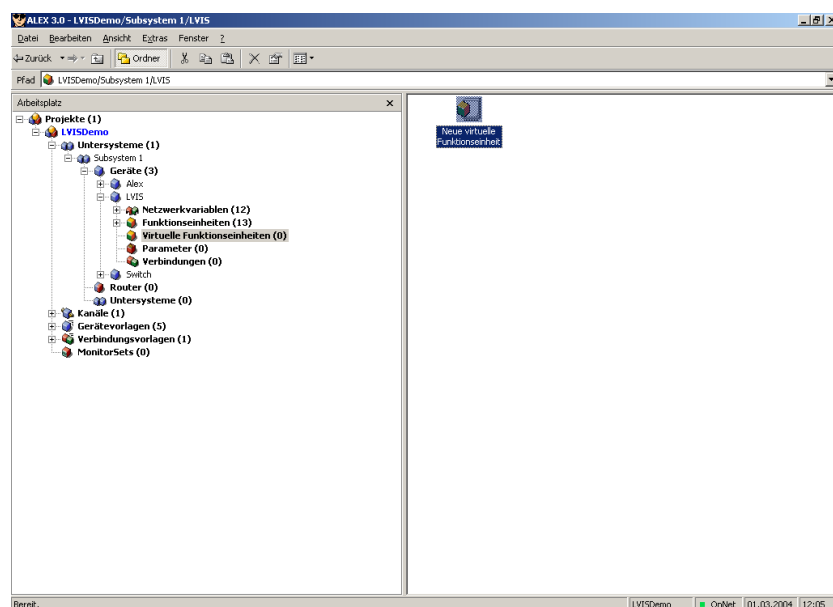 ALEX 3.0 - LVISDemo/Subsystem 1/LVIS
Datei Bearbeiten Ansicht Extras Fenster ?
Zurück Ordner
Pfad LVISDemo/Subsystem 1/LVIS
Arbeitsplatz x
Projekte (1)
LVISDemo
Untersysteme (1)
Subsystem 1
Geräte (3)
Alex
LVIS
Netzwerkvariablen (12)
Funktionseinheiten (13)
Virtuelle Funktionseinheiten (0)
Parameter (0)
Verbindungen (0)
Switch
Router (0)
Untersysteme (0)
Kanäle (1)
Gerätevorlagen (5)
Verbindungsvorlagen (1)
MonitorSets (0)
Neue virtuelle
Funktionseinheit
Bereit. LVISDemo OnNet 01.03.2004 12:05